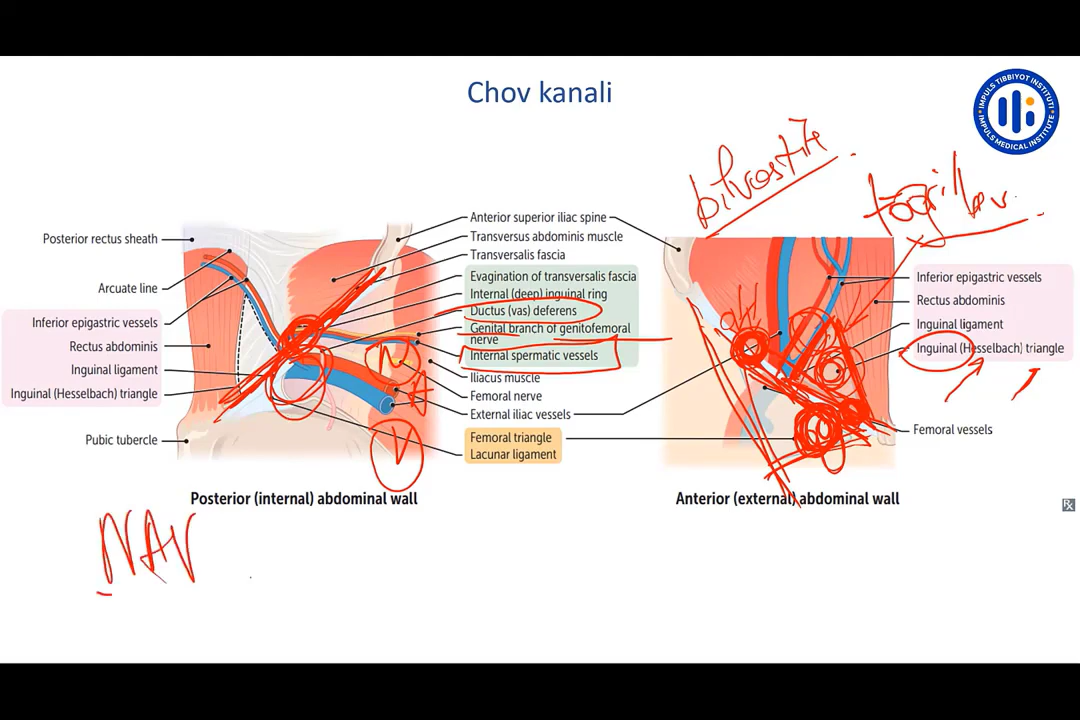 Chov kanali
IMPULS TIBBIYOT INSTITUTI
IMPULS MEDICAL INSTITUTE
bilvosita
Posterior rectus sheath
Arcuate line
Inferior epigastric vessels
Rectus abdominis
Inguinal ligament
Inguinal (Hesselbach) triangle
Pubic tubercle
Anterior superior iliac spine
Transversus abdominis muscle
Transversalis fascia
Evagination of transversalis fascia
Internal (deep) inguinal ring
Ductus (vas) deferens
Genital branch of genitofemoral
nerve
Internal spermatic vessels
Iliacus muscle
Femoral nerve
External iliac vessels
Femoral triangle
Lacunar ligament
Inferior epigastric vessels
Rectus abdominis
Inguinal ligament
Inguinal (Hesselbach) triangle
Femoral vessels
N
A
V
Posterior (internal) abdominal wall
Anterior (external) abdominal wall
NAV